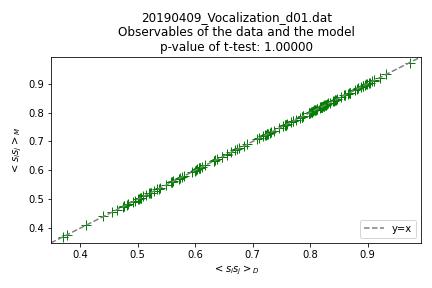 20190409_Vocalization_d01.dat
Observables of the data and the model
p-value of t-test: 1.00000
0.9
0.8
0.7
0.6
0.5
0.4
< s_i s_j >_M
y=x
0.4 0.5 0.6 0.7 0.8 0.9
< s_i s_j >_D